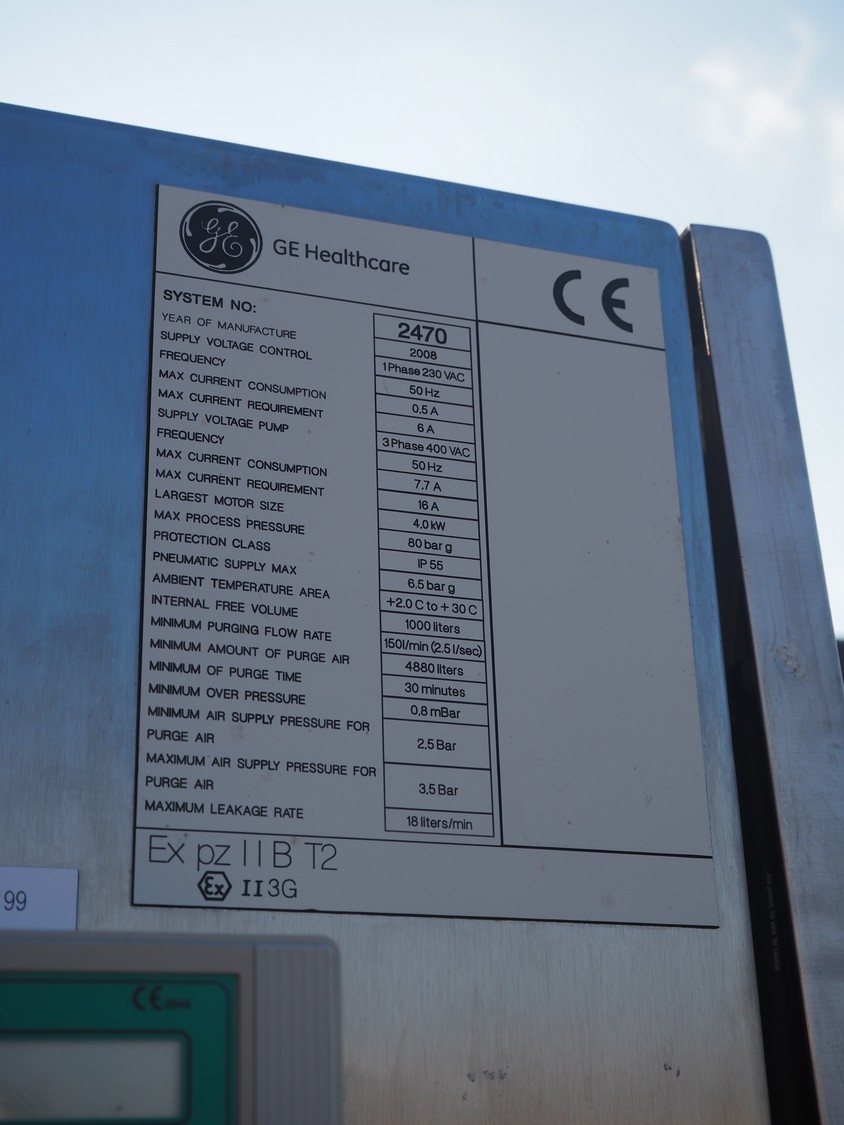 GE GE Healthcare
CE
SYSTEM NO: 2470
YEAR OF MANUFACTURE 2008
SUPPLY VOLTAGE CONTROL 1Phase 230 VAC
FREQUENCY 50 Hz
MAX CURRENT CONSUMPTION 0.5 A
MAX CURRENT REQUIREMENT 6 A
SUPPLY VOLTAGE PUMP 3 Phase 400 VAC
FREQUENCY 50 Hz
MAX CURRENT CONSUMPTION 7.7 A
MAX CURRENT REQUIREMENT 16 A
LARGEST MOTOR SIZE 4.0 kW
MAX PROCESS PRESSURE 80 bar g
PROTECTION CLASS IP 55
PNEUMATIC SUPPLY MAX 6.5 bar g
AMBIENT TEMPERATURE AREA +2.0 C to + 30 C
INTERNAL FREE VOLUME 1000 liters
MINIMUM PURGING FLOW RATE 150l/min (2.5 l/sec)
MINIMUM AMOUNT OF PURGE AIR 4880 liters
MINIMUM OF PURGE TIME 30 minutes
MINIMUM OVER PRESSURE 0.8 mBar
MINIMUM AIR SUPPLY PRESSURE FOR
PURGE AIR 2.5 Bar
MAXIMUM AIR SUPPLY PRESSURE FOR
PURGE AIR 3.5 Bar
MAXIMUM LEAKAGE RATE 18 liters/min
Ex pz IIB T2
Ex II 3G
99
CE